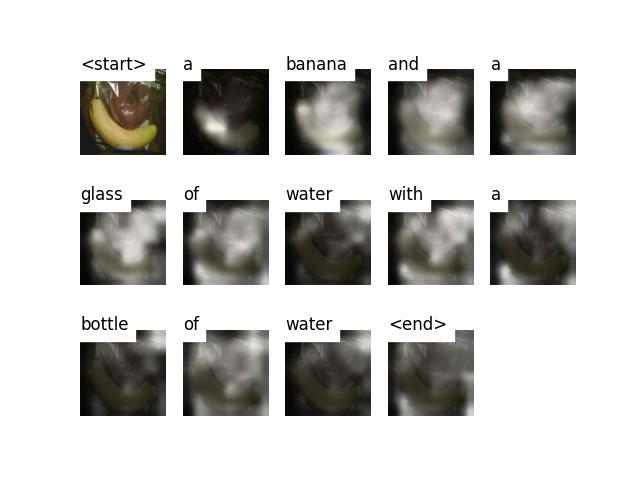 <start> a banana and a
glass of water with a
bottle of water <end>